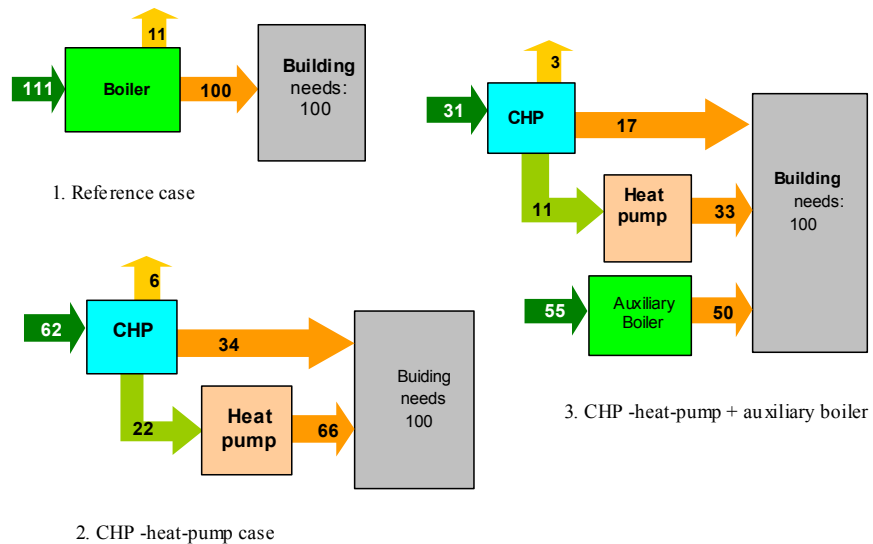 11
111
Boiler
100
Building
needs:
100
1. Reference case
6
62
CHP
34
22
Heat
pump
66
Buiding
needs
100
2. CHP -heat-pump case
3
31
CHP
17
11
Heat
pump
33
Building
needs:
100
55
Auxiliary
Boiler
50
3. CHP -heat-pump + auxiliary boiler